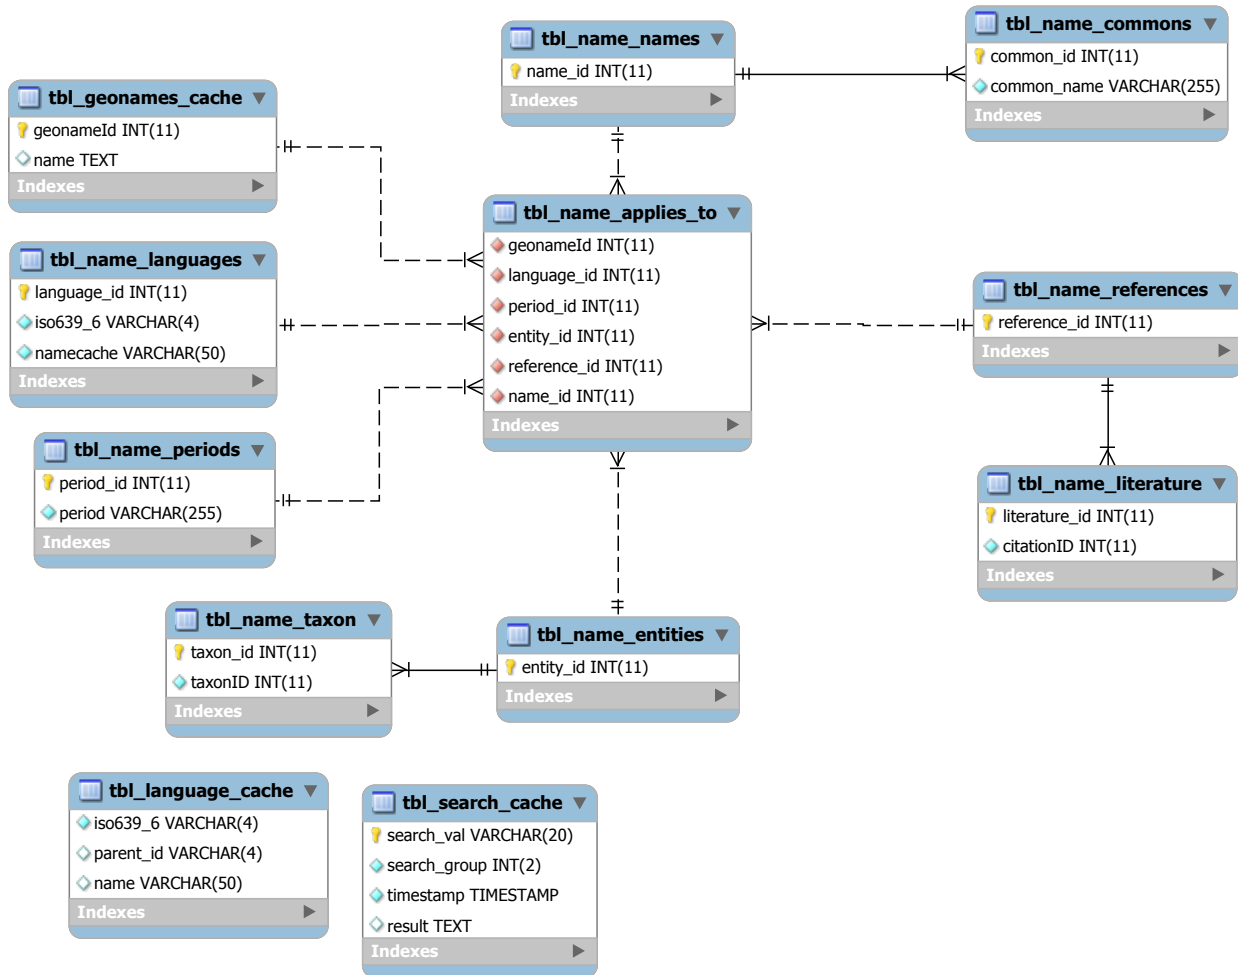 tbl_name_names
name_id INT(11)
Indexes
tbl_name_commons
common_id INT(11)
common_name VARCHAR(255)
Indexes
tbl_geonames_cache
geonameId INT(11)
name TEXT
Indexes
tbl_name_applies_to
geonameId INT(11)
language_id INT(11)
period_id INT(11)
entity_id INT(11)
reference_id INT(11)
name_id INT(11)
Indexes
tbl_name_languages
language_id INT(11)
iso639_6 VARCHAR(4)
namecache VARCHAR(50)
Indexes
tbl_name_references
reference_id INT(11)
Indexes
tbl_name_periods
period_id INT(11)
period VARCHAR(255)
Indexes
tbl_name_literature
literature_id INT(11)
citationID INT(11)
Indexes
tbl_name_taxon
taxon_id INT(11)
taxonID INT(11)
Indexes
tbl_name_entities
entity_id INT(11)
Indexes
tbl_language_cache
iso639_6 VARCHAR(4)
parent_id VARCHAR(4)
name VARCHAR(50)
Indexes
tbl_search_cache
search_val VARCHAR(20)
search_group INT(2)
timestamp TIMESTAMP
result TEXT
Indexes